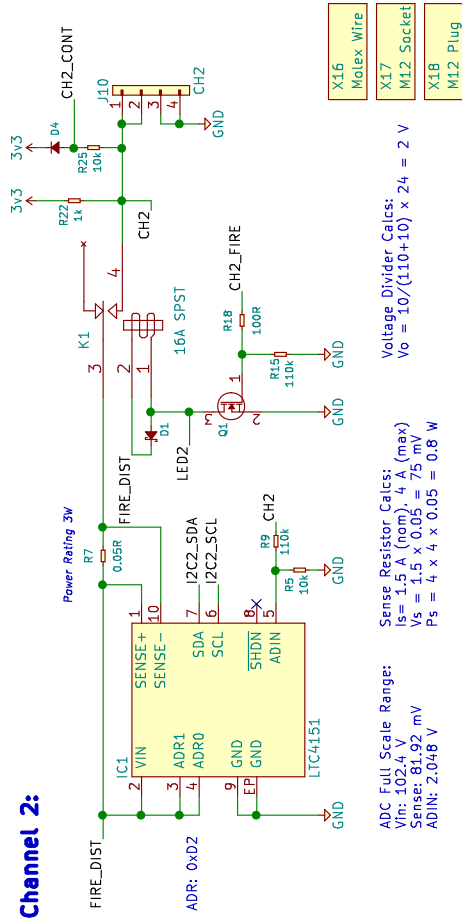 Channel 2:
FIRE_DIST
ADR: 0xD2
IC1
LTC4151
2
VIN
3
ADR1
4
ADR0
9
GND
EP
GND
SENSE+
1
SENSE-
10
SDA
7
SCL
6
SHDN
8
ADIN
5
GND
I2C2_SDA
I2C2_SCL
Power Rating 3W
R7
0.05R
FIRE_DIST
R9
110k
CH2
R5
10k
GND
D1
LED2
K1
3
4
2
1
16A SPST
Q1
3
1
2
GND
R18
100R
CH2_FIRE
R15
110k
GND
3v3
R22
1k
CH2
3v3
D4
R25
10k
CH2_CONT
J10
1
2
3
4
CH2
GND
ADC Full Scale Range:
Vin: 102.4 V
Sense: 81.92 mV
ADIN: 2.048 V
Sense Resistor Calcs:
Is= 1.5 A (nom), 4 A (max)
Vs = 1.5 x 0.05 = 75 mV
Ps = 4 x 4 x 0.05 = 0.8 W
Voltage Divider Calcs:
Vo = 10/(110+10) x 24 = 2 V
X16
Molex Wire
X17
M12 Socket
X18
M12 Plug